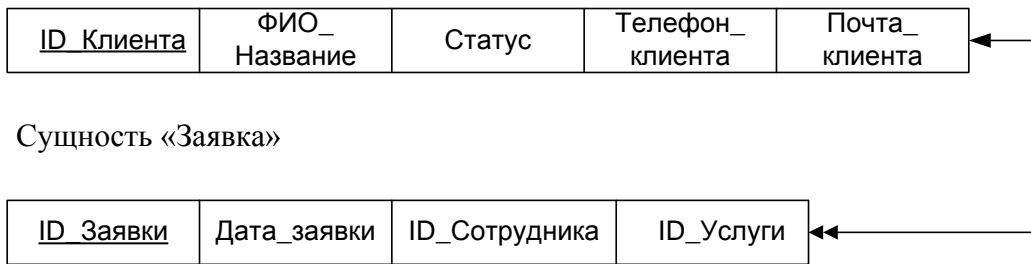 ID_Клиента ФИО_ Название Статус Телефон_ клиента Почта_ клиента
Сущность «Заявка»
ID_Заявки Дата_заявки ID_Сотрудника ID_Услуги